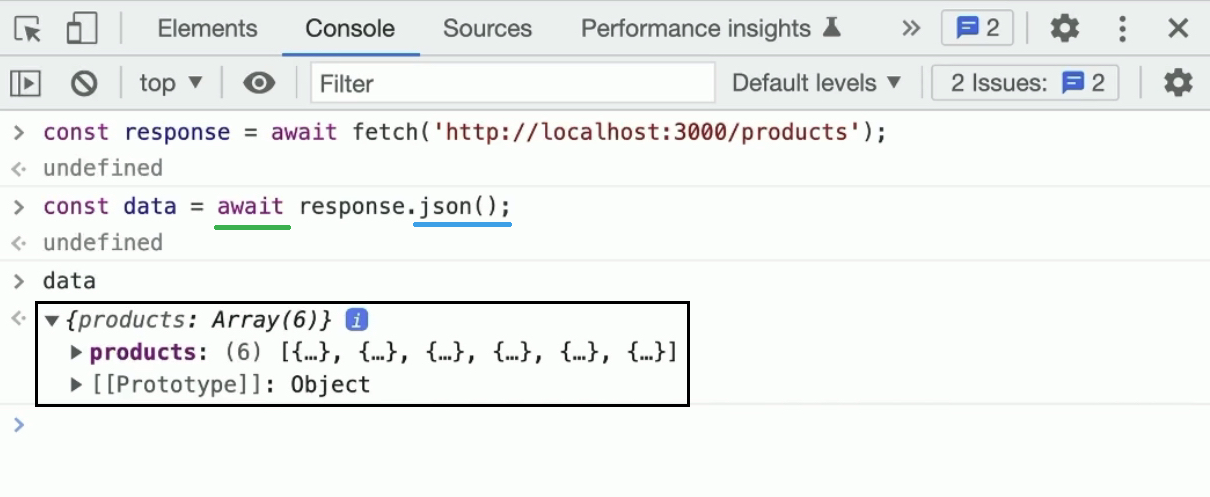 Elements Console Sources Performance insights 2
top Filter Default levels 2 Issues: 2
const response = await fetch('http://localhost:3000/products');
undefined
const data = await response.json();
undefined
data
{products: Array(6)} i
products: (6) [{…}, {…}, {…}, {…}, {…}, {…}]
[[Prototype]]: Object